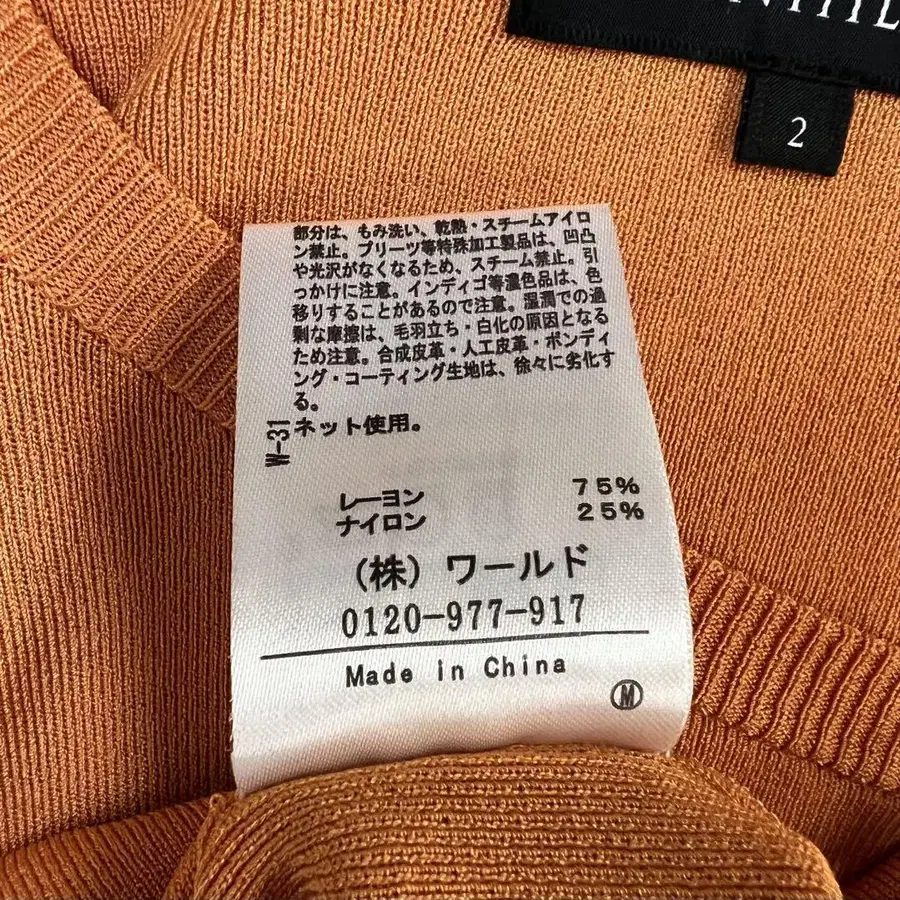 2
部分は、もみ洗い、乾熱・スチームアイロ
ン禁止。プリーツ等特殊加工製品は、凹凸
や光沢がなくなるため、スチーム禁止。引
っかけに注意。インディゴ等濃色品は、色
移りすることがあるので注意。湿潤での過
剰な摩擦は、毛羽立ち・白化の原因となる
ため注意。合成皮革・人工皮革・ボンディ
ング・コーティング生地は、徐々に劣化す
る。
ネット使用。
W-31
レーヨン 75%
ナイロン 25%
(株)ワールド
0120-977-917
Made in China
M